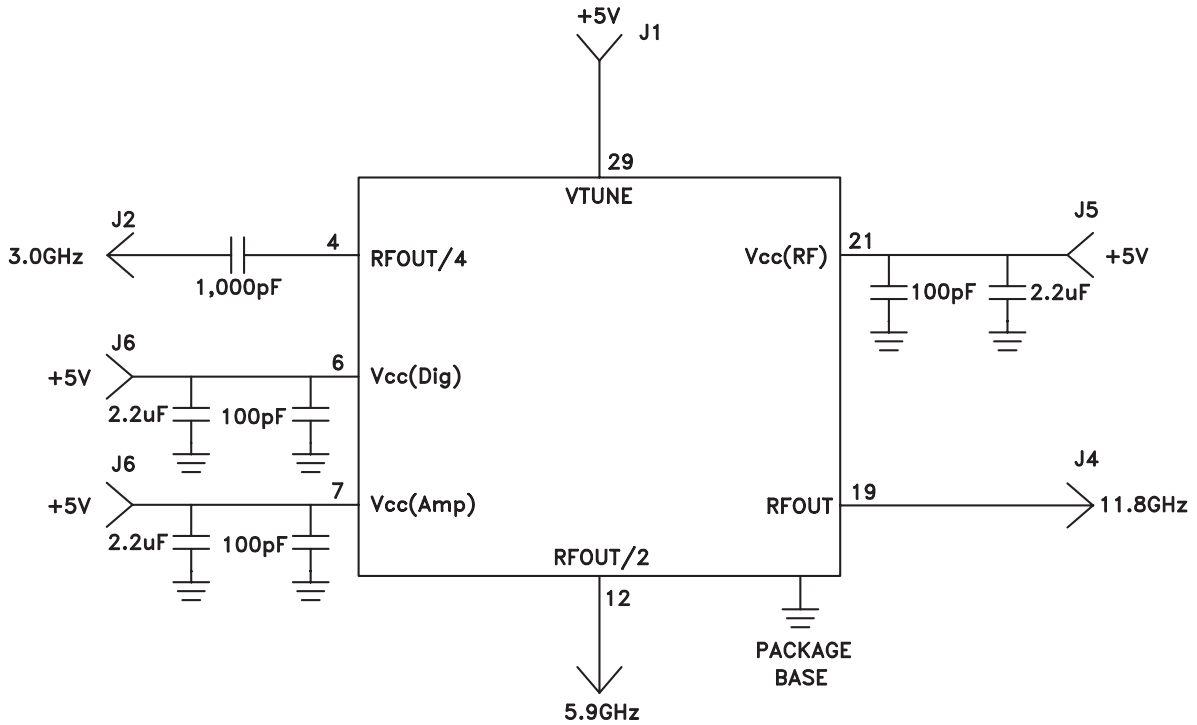 +5V
J1
29
VTUNE
J2
3.0GHz
4
RFOUT/4
1,000pF
J5
21
Vcc(RF)
+5V
100pF
2.2uF
J6
+5V
6
Vcc(Dig)
2.2uF
100pF
J6
+5V
7
Vcc(Amp)
2.2uF
100pF
J4
19
RFOUT
11.8GHz
RFOUT/2
12
5.9GHz
PACKAGE
BASE